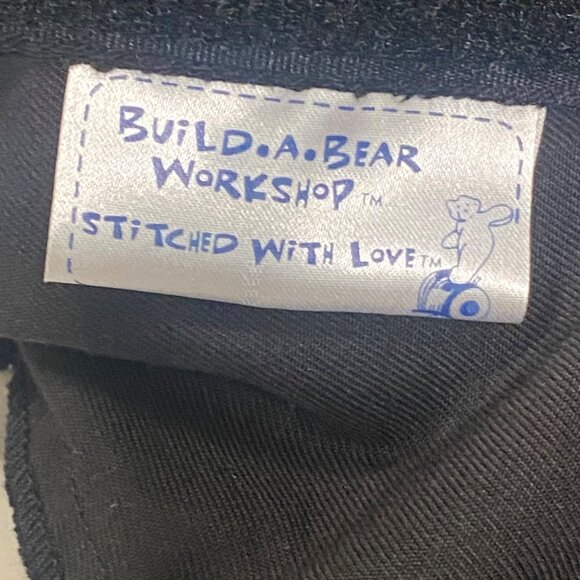 BUiLD.A.BEAR
WORKSHOP™
STiTCHED WiTH LOVE™